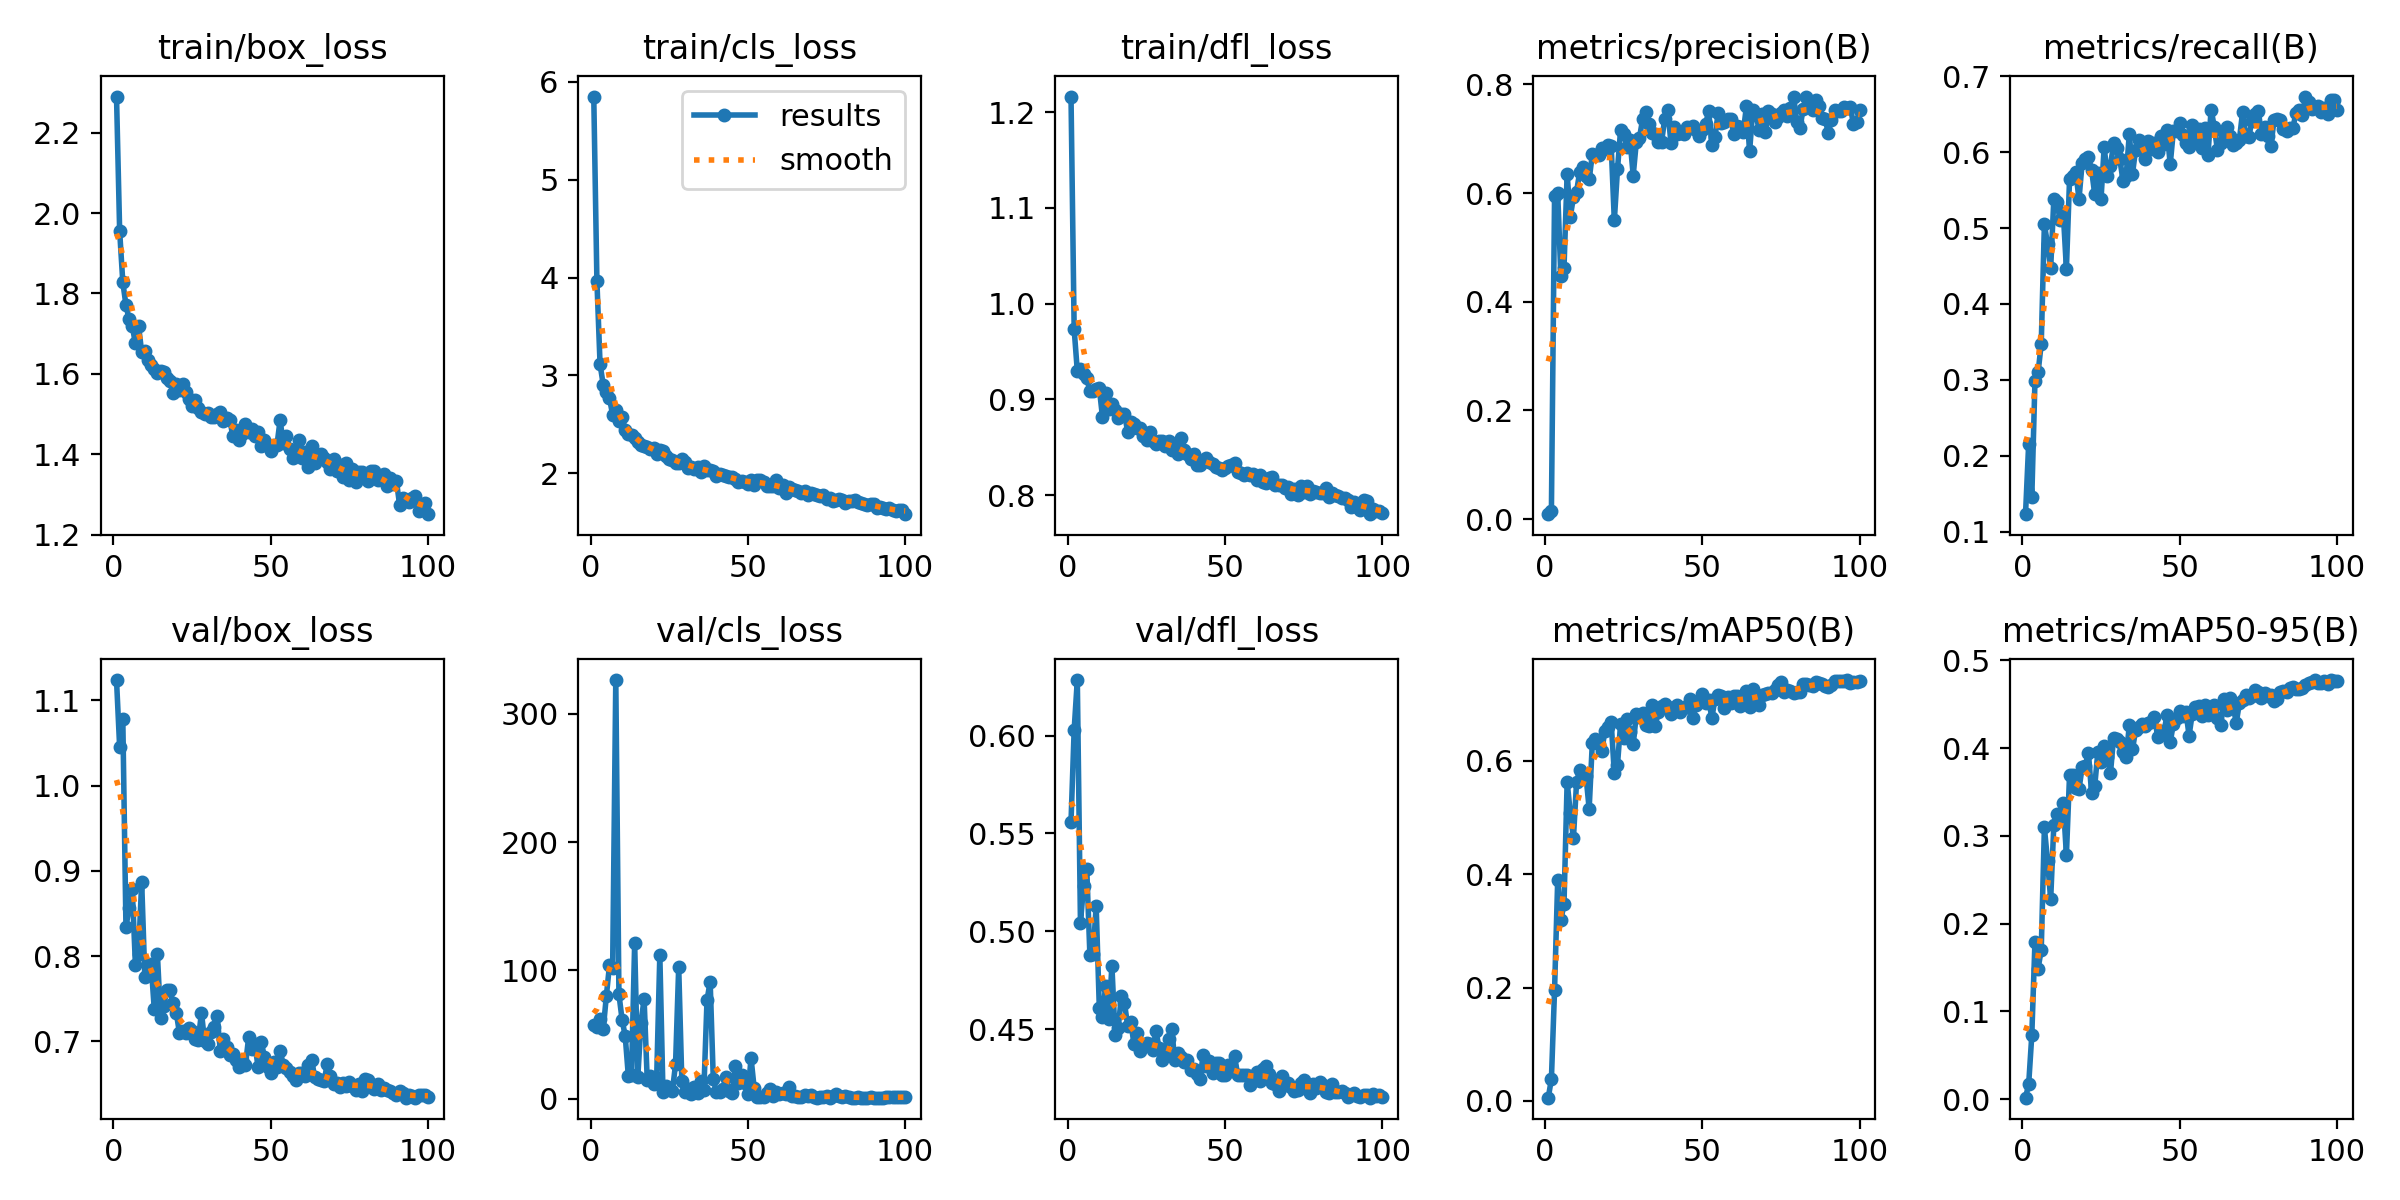 train/box_loss
2.2
2.0
1.8
1.6
1.4
1.2
0 50 100
train/cls_loss
results
smooth
6
5
4
3
2
0 50 100
train/dfl_loss
1.2
1.1
1.0
0.9
0.8
0 50 100
metrics/precision(B)
0.8
0.6
0.4
0.2
0.0
0 50 100
metrics/recall(B)
0.7
0.6
0.5
0.4
0.3
0.2
0.1
0 50 100
val/box_loss
1.1
1.0
0.9
0.8
0.7
0 50 100
val/cls_loss
300
200
100
0
0 50 100
val/dfl_loss
0.60
0.55
0.50
0.45
0 50 100
metrics/mAP50(B)
0.6
0.4
0.2
0.0
0 50 100
metrics/mAP50-95(B)
0.5
0.4
0.3
0.2
0.1
0.0
0 50 100